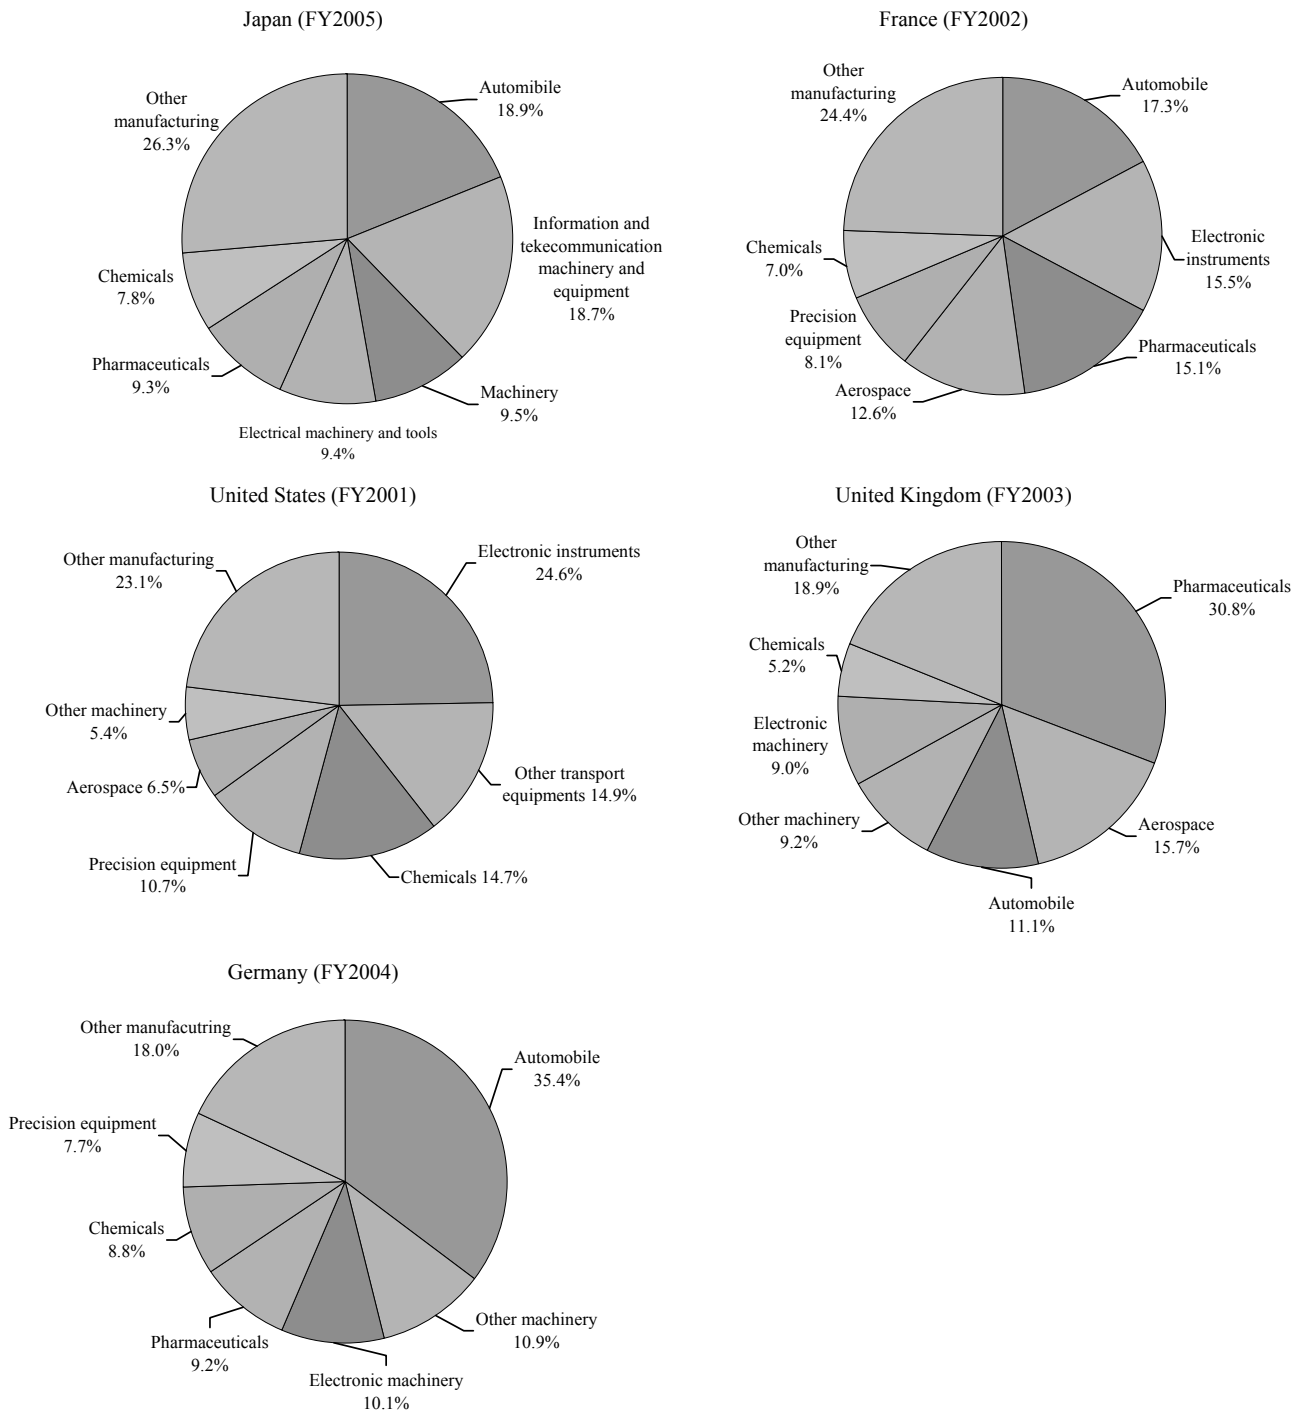 Japan (FY2005)
Automibile
18.9%
Information and
tekecommunication
machinery and
equipment
18.7%
Machinery
9.5%
Electrical machinery and tools
9.4%
Pharmaceuticals
9.3%
Chemicals
7.8%
Other
manufacturing
26.3%
France (FY2002)
Automobile
17.3%
Electronic
instruments
15.5%
Pharmaceuticals
15.1%
Aerospace
12.6%
Precision
equipment
8.1%
Chemicals
7.0%
Other
manufacturing
24.4%
United States (FY2001)
Electronic instruments
24.6%
Other transport
equipments 14.9%
Chemicals 14.7%
Precision equipment
10.7%
Aerospace 6.5%
Other machinery
5.4%
Other manufacturing
23.1%
United Kingdom (FY2003)
Pharmaceuticals
30.8%
Aerospace
15.7%
Automobile
11.1%
Other machinery
9.2%
Electronic
machinery
9.0%
Chemicals
5.2%
Other
manufacturing
18.9%
Germany (FY2004)
Automobile
35.4%
Other machinery
10.9%
Electronic machinery
10.1%
Pharmaceuticals
9.2%
Chemicals
8.8%
Precision equipment
7.7%
Other manufacutring
18.0%